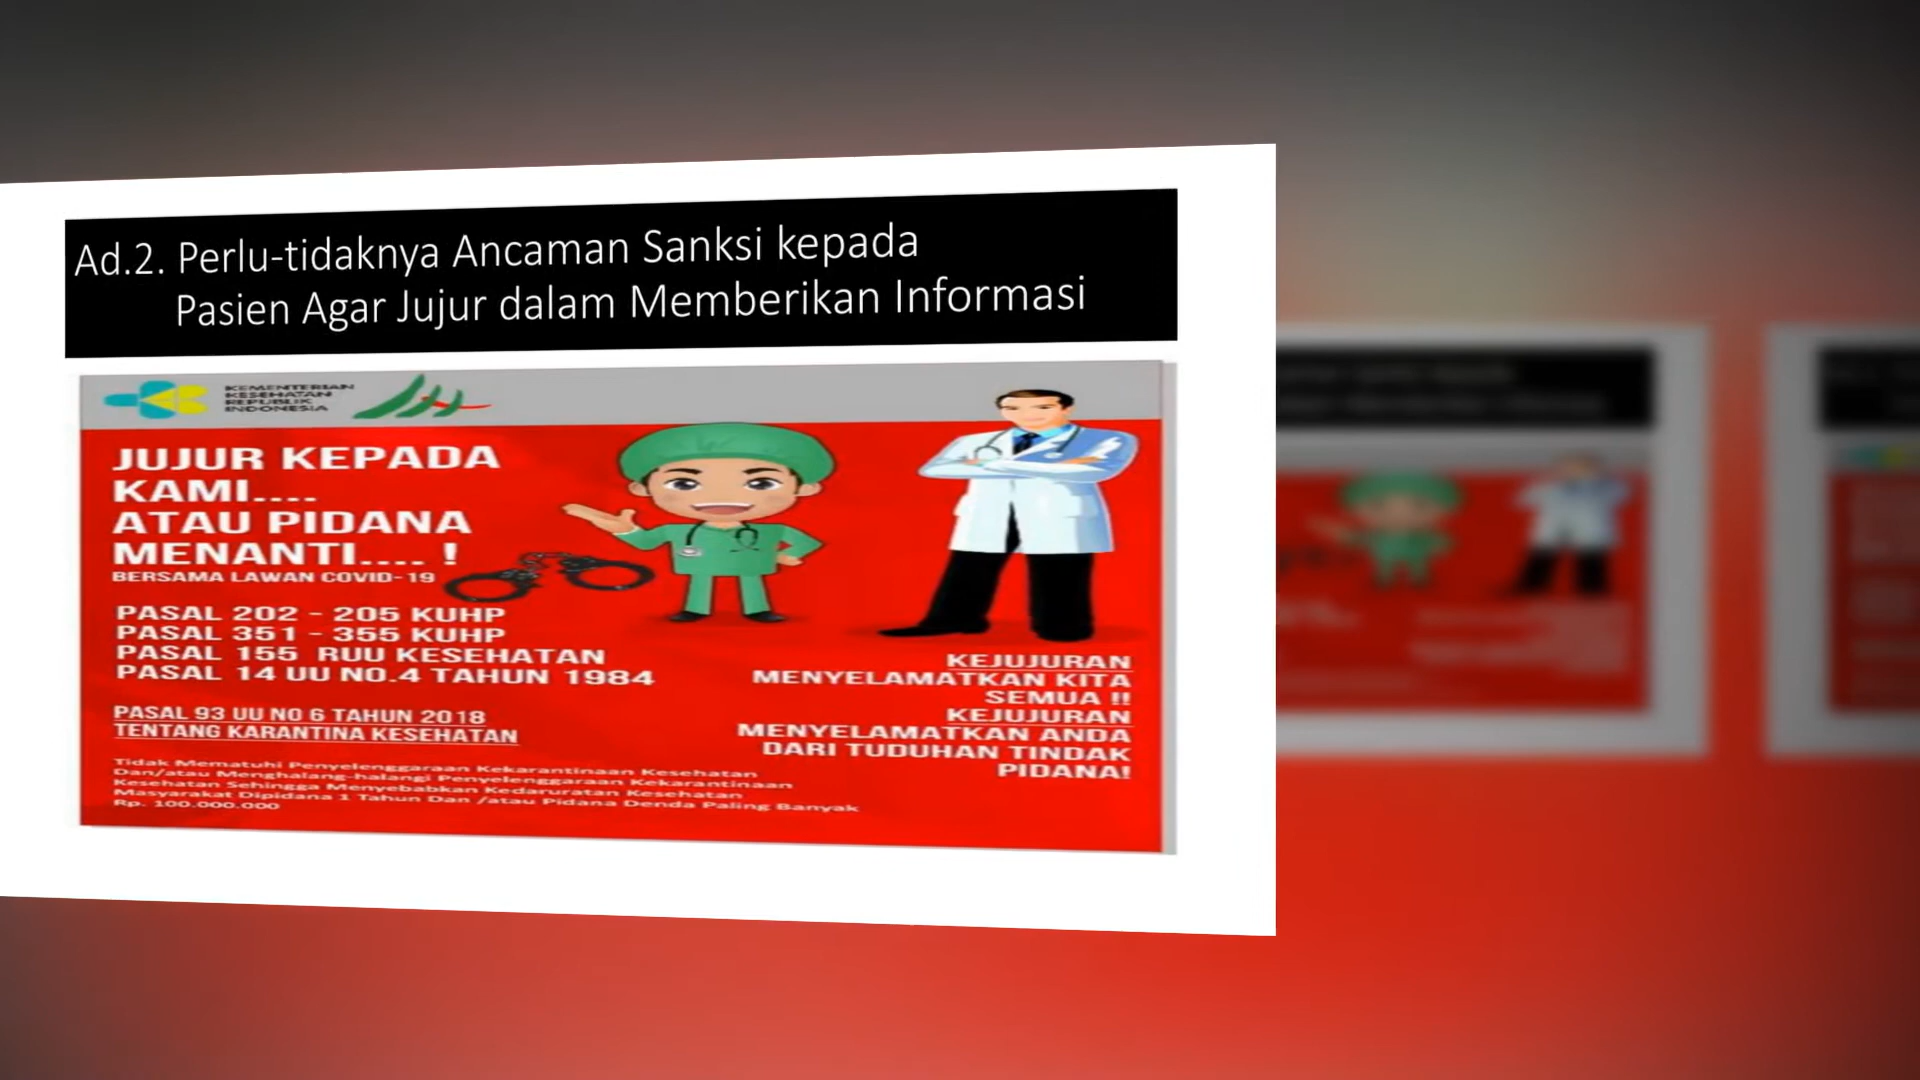 Ad.2. Perlu-tidaknya Ancaman Sanksi kepada
Pasien Agar Jujur dalam Memberikan Informasi
KEMENTERIAN
KESEHATAN
REPUBLIK
INDONESIA
JUJUR KEPADA
KAMI....
ATAU PIDANA
MENANTI.... !
BERSAMA LAWAN COVID-19
PASAL 202 - 205 KUHP
PASAL 351 - 355 KUHP
PASAL 155 RUU KESEHATAN
PASAL 14 UU NO.4 TAHUN 1984
PASAL 93 UU NO 6 TAHUN 2018
TENTANG KARANTINA KESEHATAN
Tidak Mematuhi Penyelenggaraan Kekarantinaan Kesehatan
Dan/atau Menghalang-halangi Penyelenggaraan Kekarantinaan
Kesehatan Sehingga Menyebabkan Kedaruratan Kesehatan
Masyarakat Dipidana 1 Tahun Dan /atau Pidana Denda Paling Banyak
Rp. 100.000.000
KEJUJURAN
MENYELAMATKAN KITA
SEMUA !!
KEJUJURAN
MENYELAMATKAN ANDA
DARI TUDUHAN TINDAK
PIDANA!